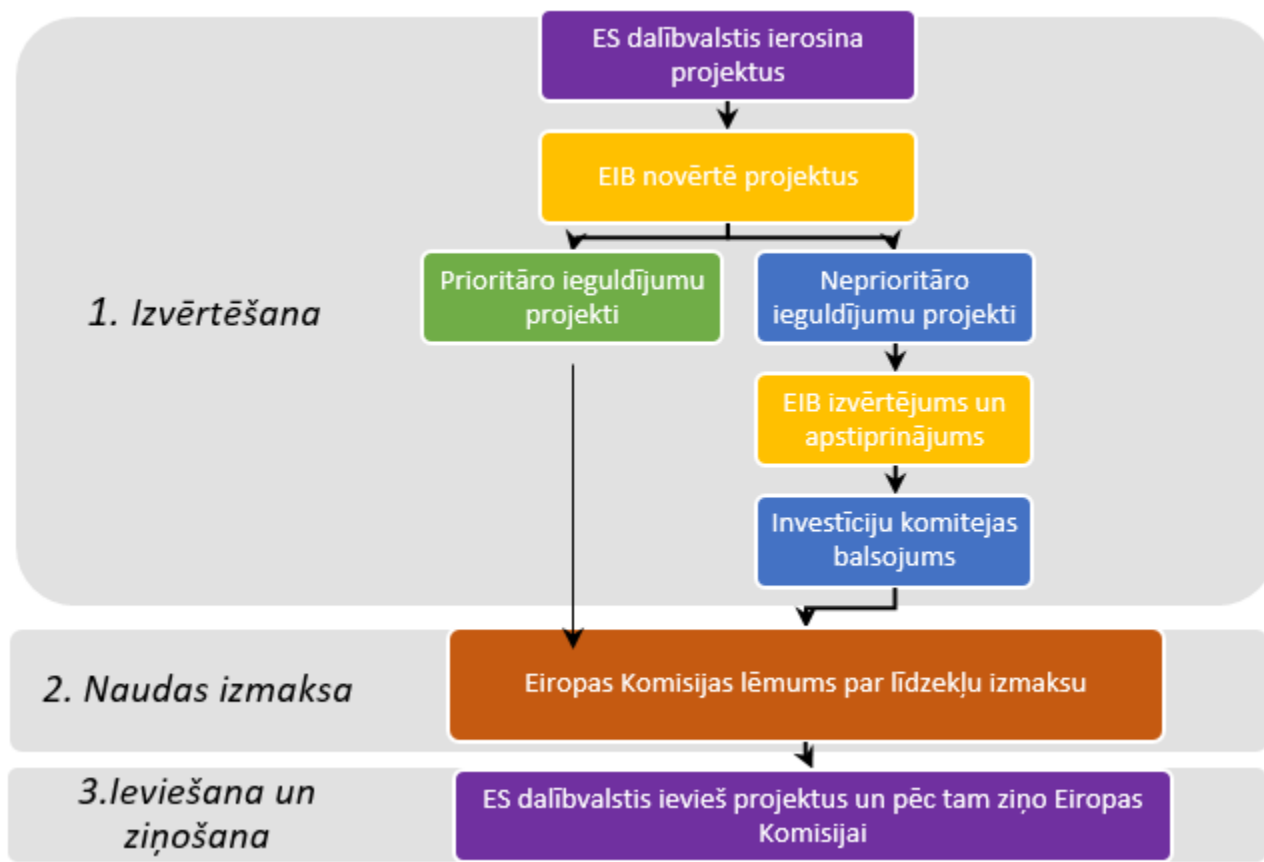 ES dalībvalstis ierosina
projektus
EIB novērtē projektus
1. Izvērtēšana
Prioritāro ieguldījumu
projekti
Neprioritāro
ieguldījumu projekti
EIB izvērtējums un
apstiprinājums
Investīciju komitejas
balsojums
2. Naudas izmaksa
Eiropas Komisijas lēmums par līdzekļu izmaksu
3.Ieviešana un
ziņošana
ES dalībvalstis ievieš projektus un pēc tam ziņo Eiropas
Komisijai